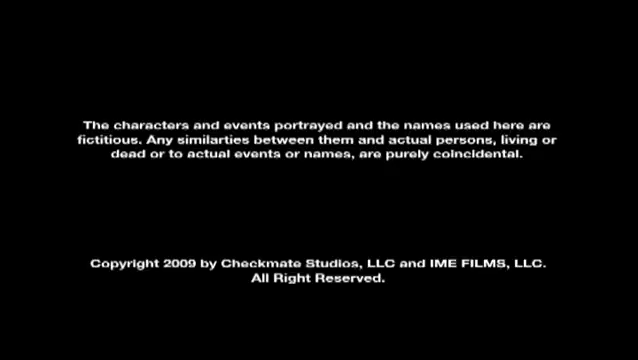 The characters and events portrayed and the names used here are
fictitious. Any similarties between them and actual persons, living or
dead or to actual events or names, are purely coincidental.
Copyright 2009 by Checkmate Studios, LLC and IME FILMS, LLC.
All Right Reserved.